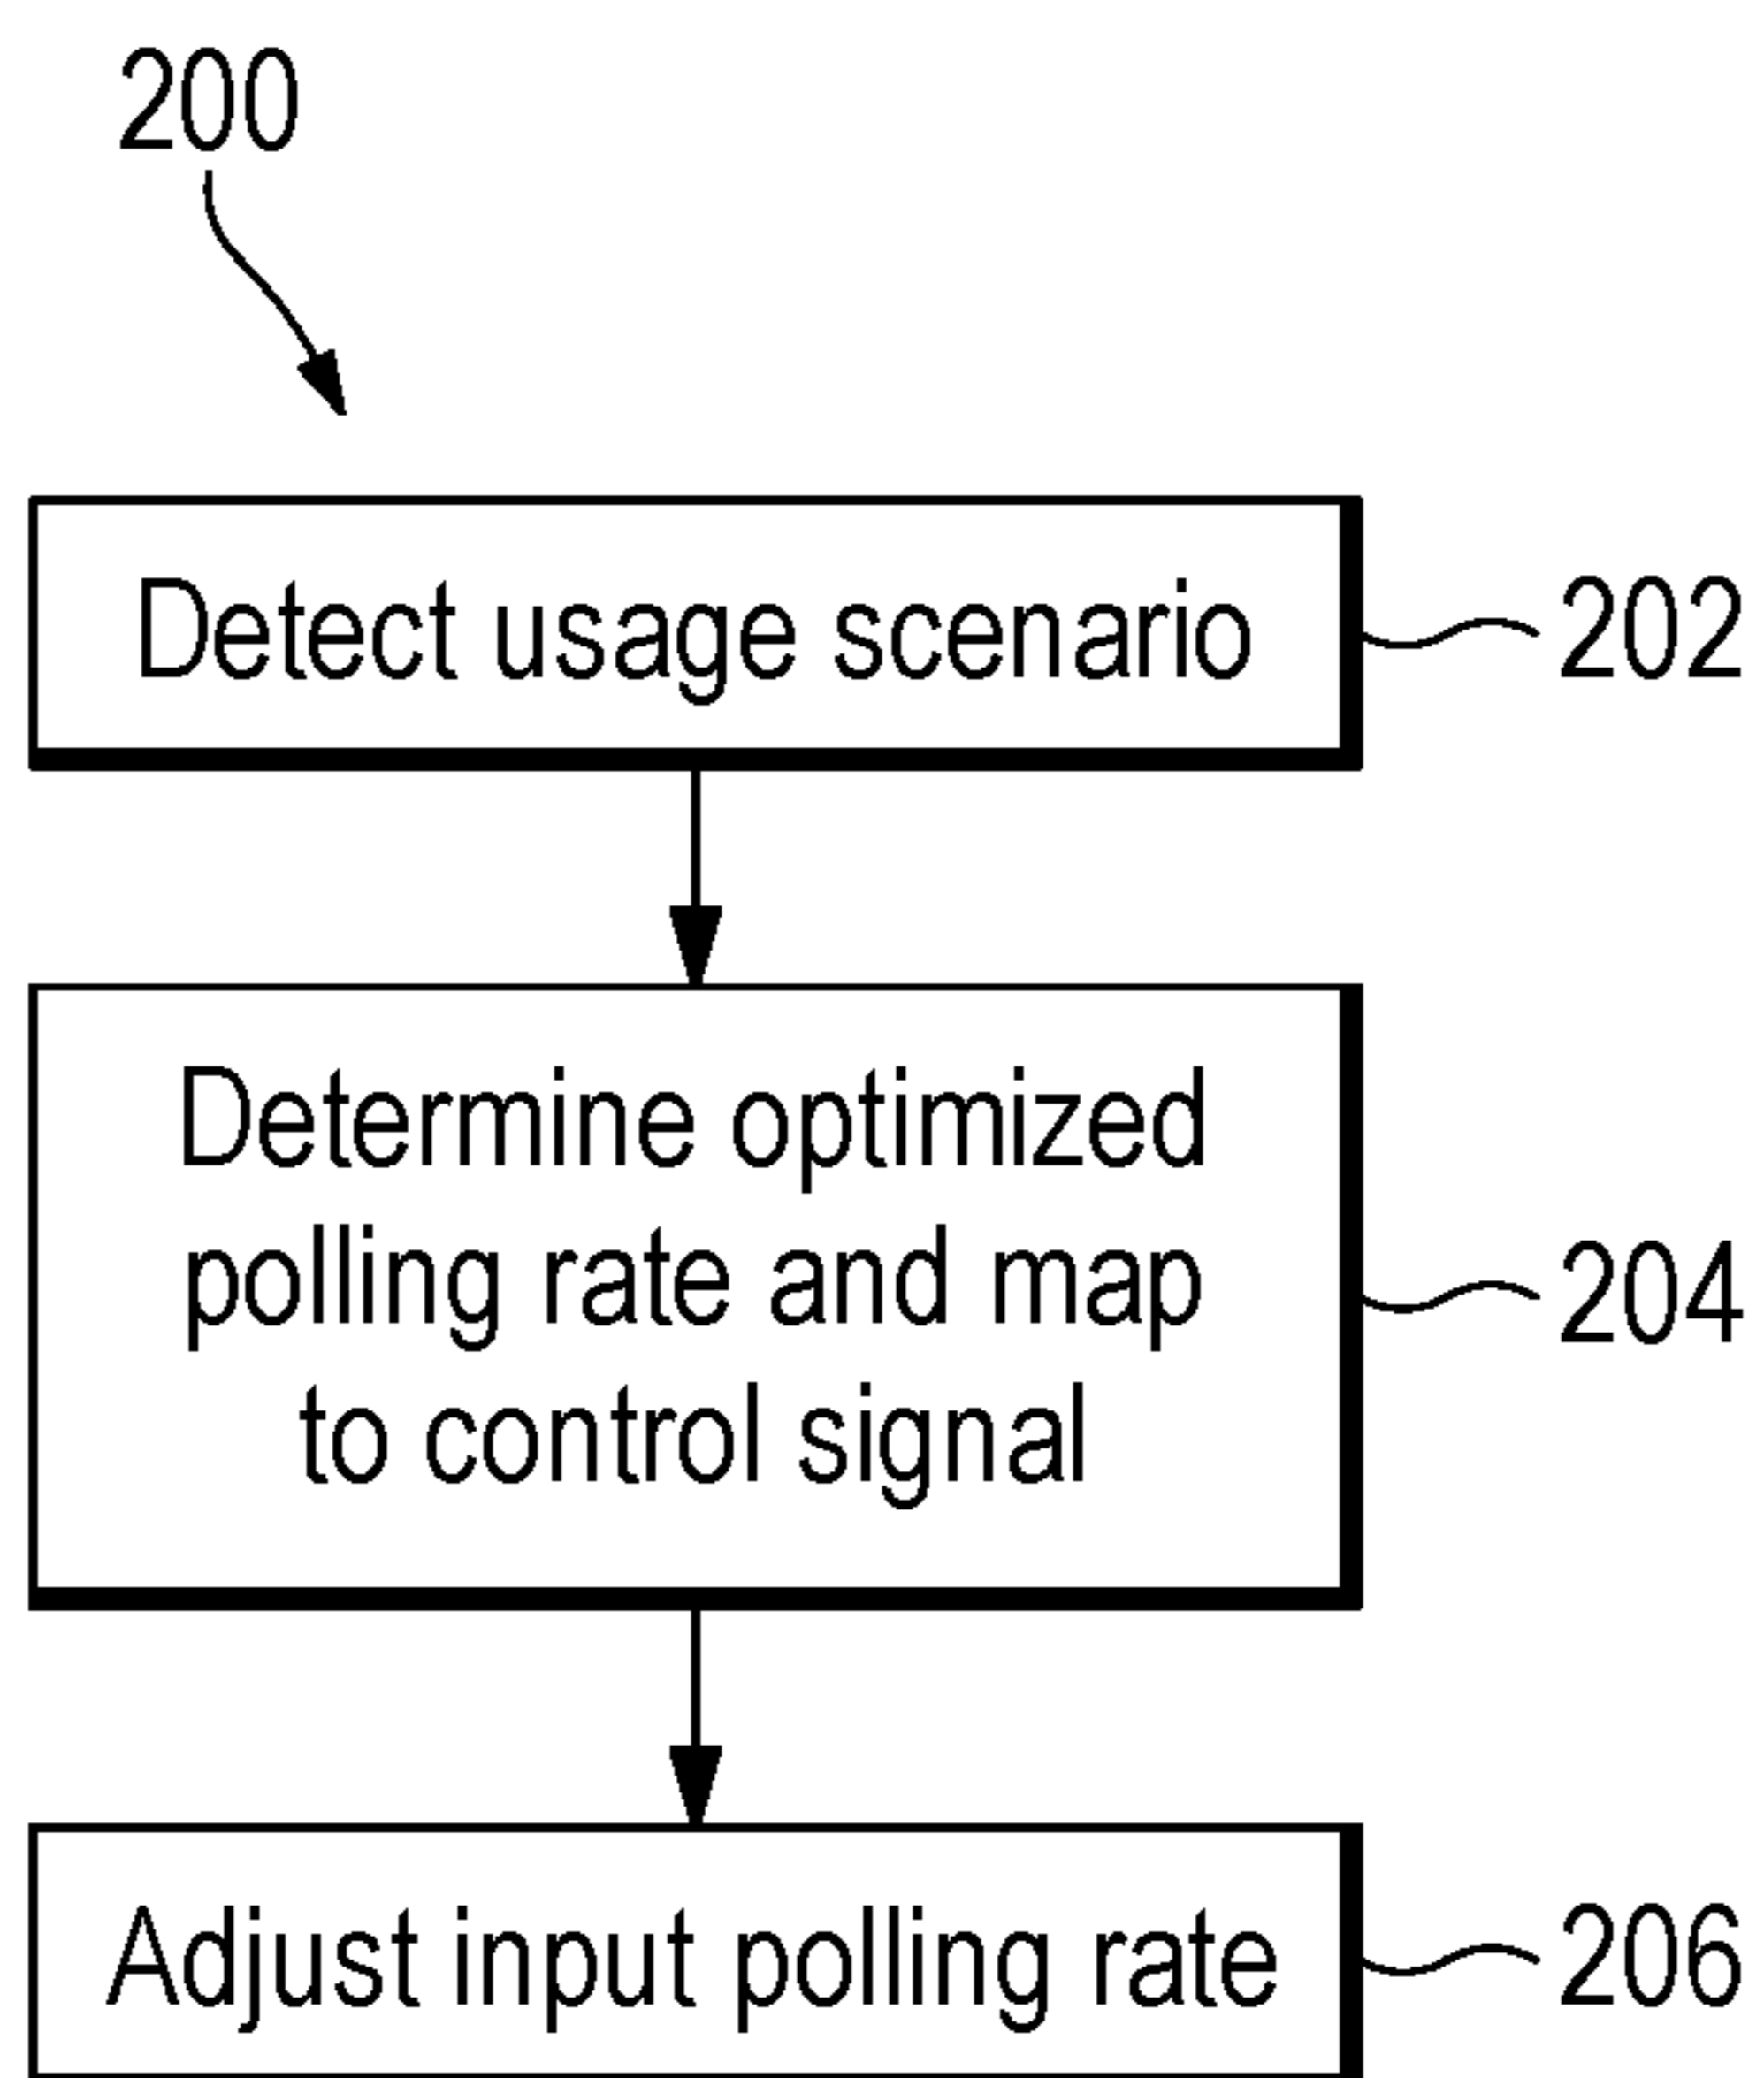 200
Detect usage scenario
202
Determine optimized
polling rate and map
to control signal
204
Adjust input polling rate
206